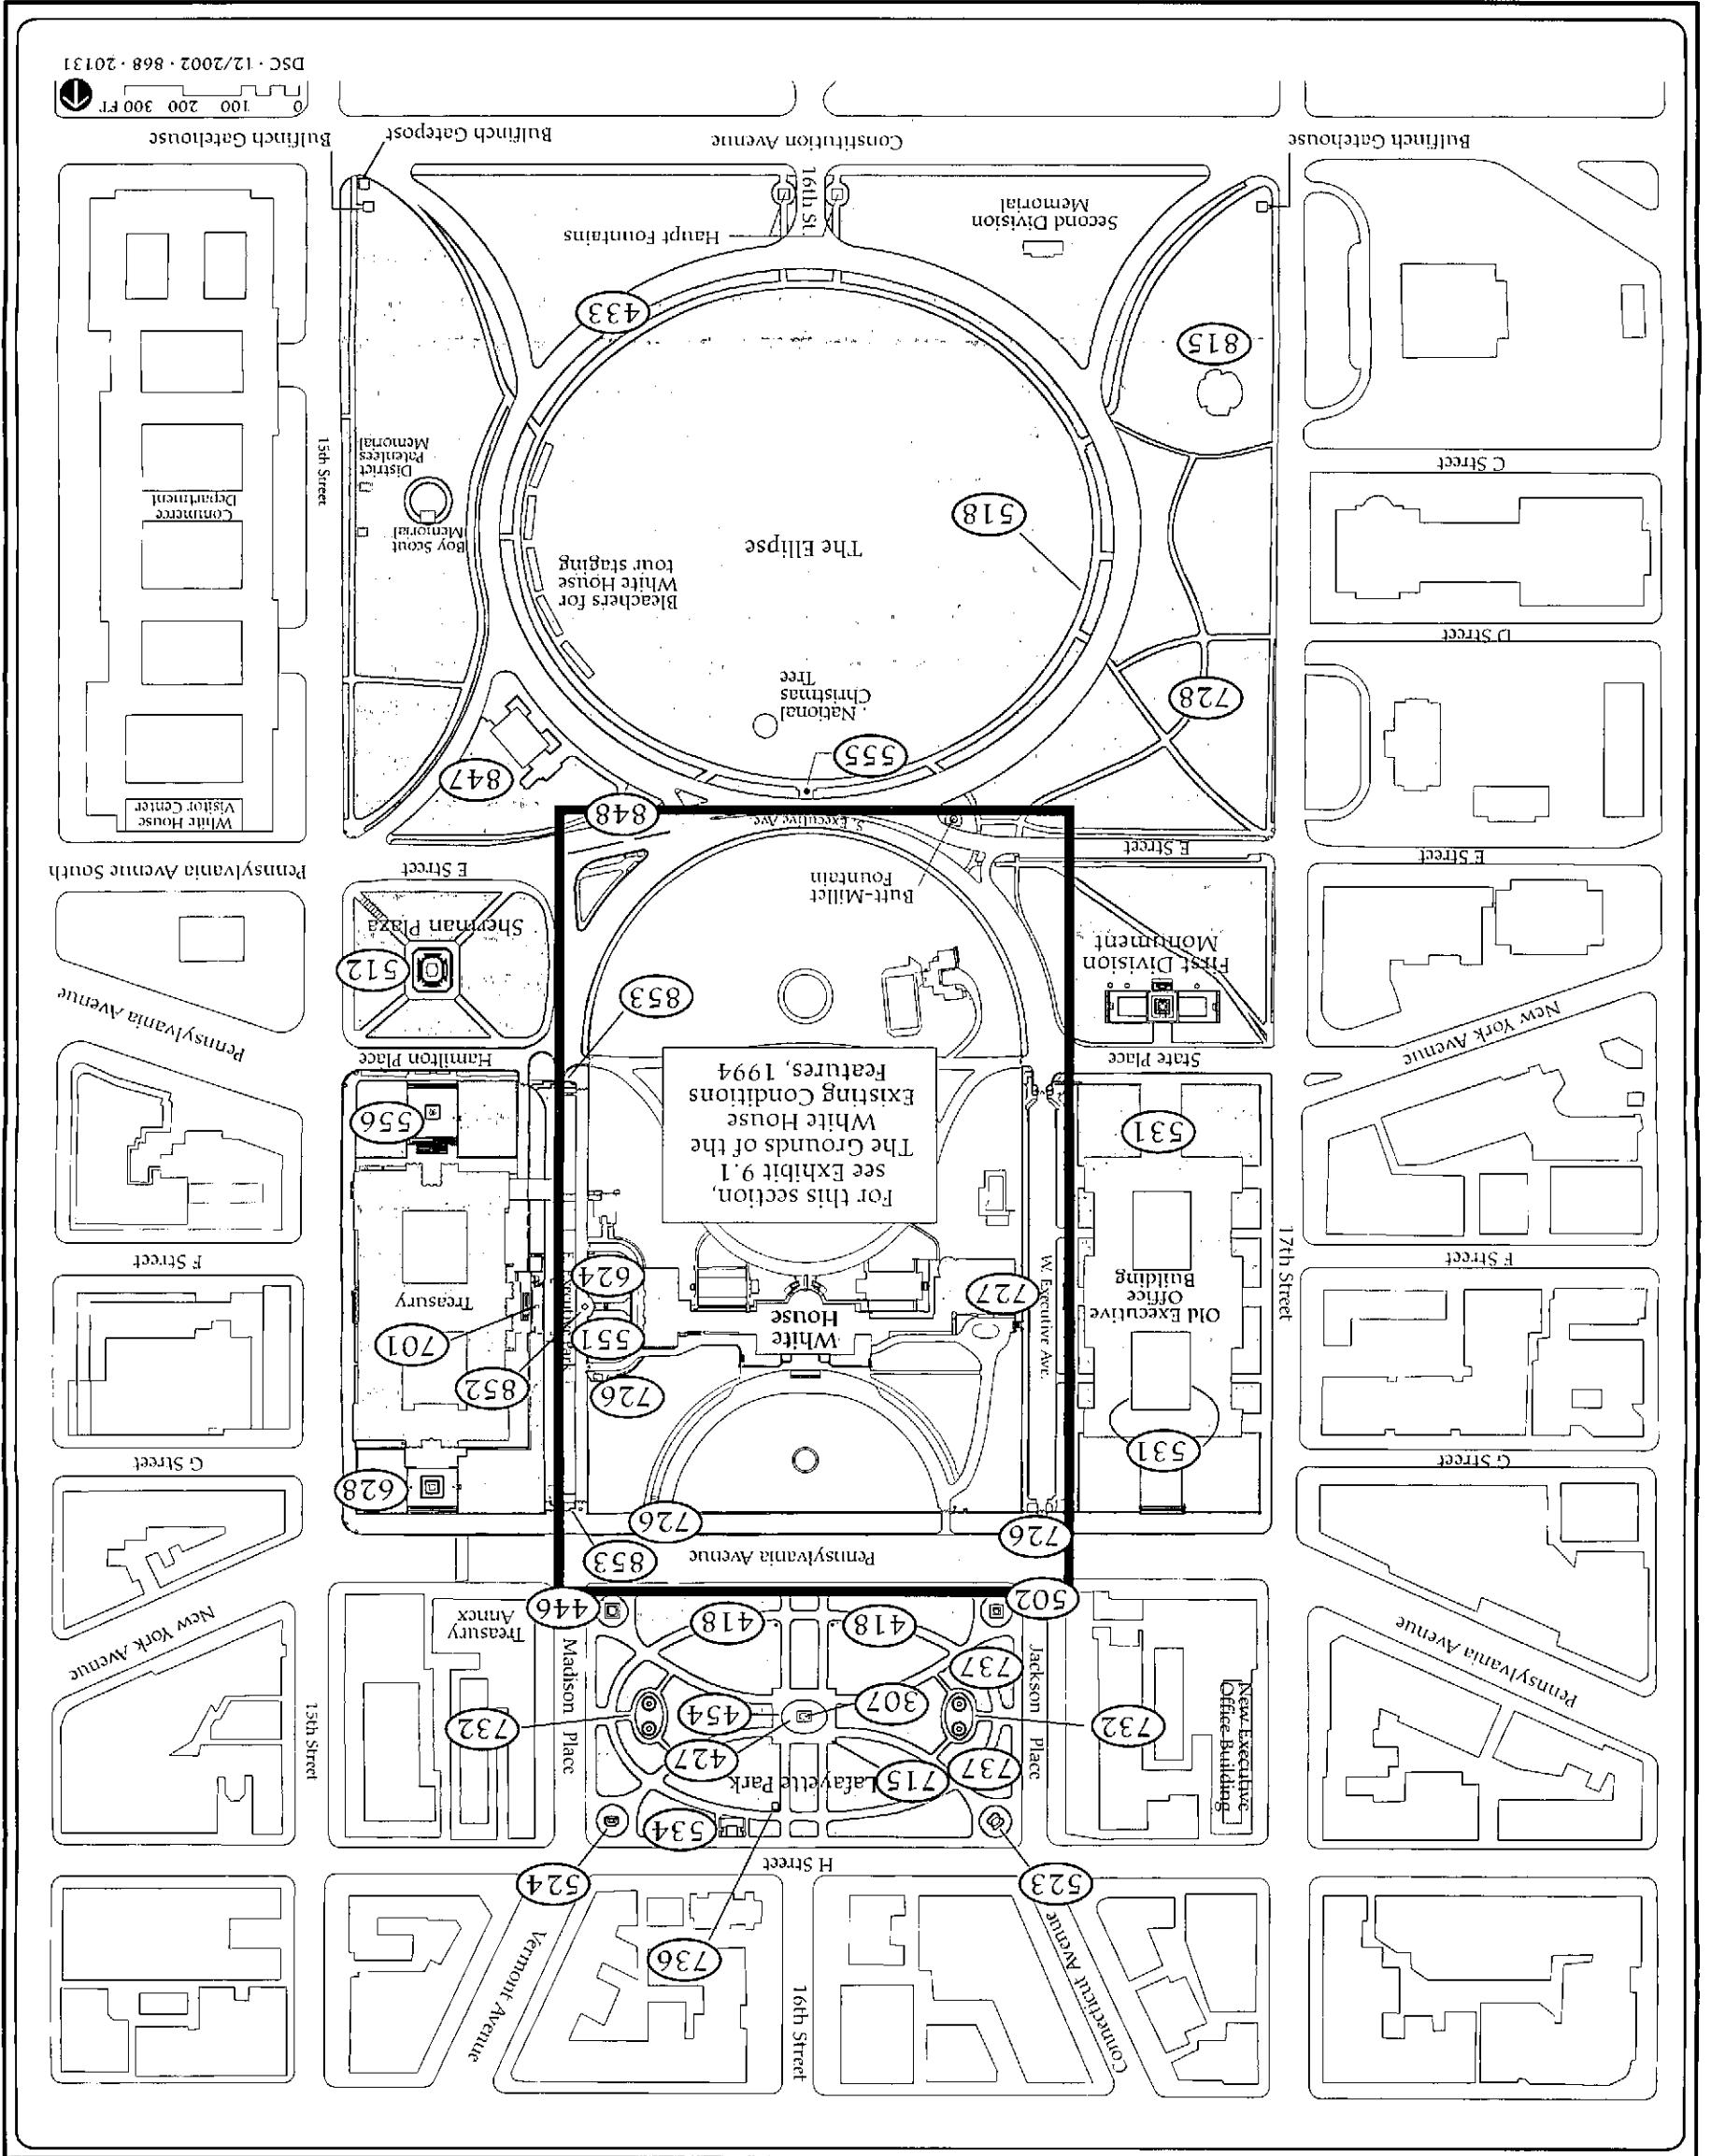 Connecticut Avenue
16th Street
Vermont Avenue
736
523
524
H Street
534
New Executive
Office Building
Jackson Place
737
715
Lafayette Park
Madison Place
15th Street
427
732
732
307
454
737
Pennsylvania Avenue
418
418
Treasury
Annex
New York Avenue
502
446
Pennsylvania Avenue
853
726
726
628
G Street
531
G Street
726
852
701
17th Street
Old Executive
Office
Building
W. Executive Ave.
727
White
House
551
624
E. Executive Park
Treasury
F Street
F Street
For this section,
see Exhibit 9.1
The Grounds of the
White House
Existing Conditions
Features, 1994
531
556
New York Avenue
State Place
Hamilton Place
Pennsylvania Avenue
853
512
First Division
Monument
Sherman Plaza
Butt-Millet
Fountain
E Street
E Street
E Street
Pennsylvania Avenue South
S. Executive Ave
848
White House
Visitor Center
847
555
728
National
Christmas
Tree
D Street
Bleachers for
White House
tour staging
The Ellipse
518
Boy Scout
Memorial
Commerce
Department
District
Patentees
Memorial
15th Street
C Street
815
433
Second Division
Memorial
Haupt Fountains
16th St.
Bulfinch Gatehouse
Constitution Avenue
Bulfinch Gatepost
Bulfinch Gatehouse
0 100 200 300 FT
DSC · 12/2002 · 868 · 20131